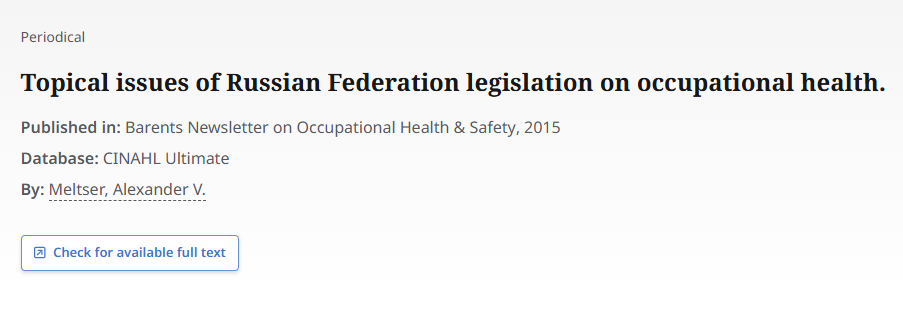 Periodical
Topical issues of Russian Federation legislation on occupational health.
Published in: Barents Newsletter on Occupational Health & Safety, 2015
Database: CINAHL Ultimate
By: Meltser, Alexander V.
Check for available full text